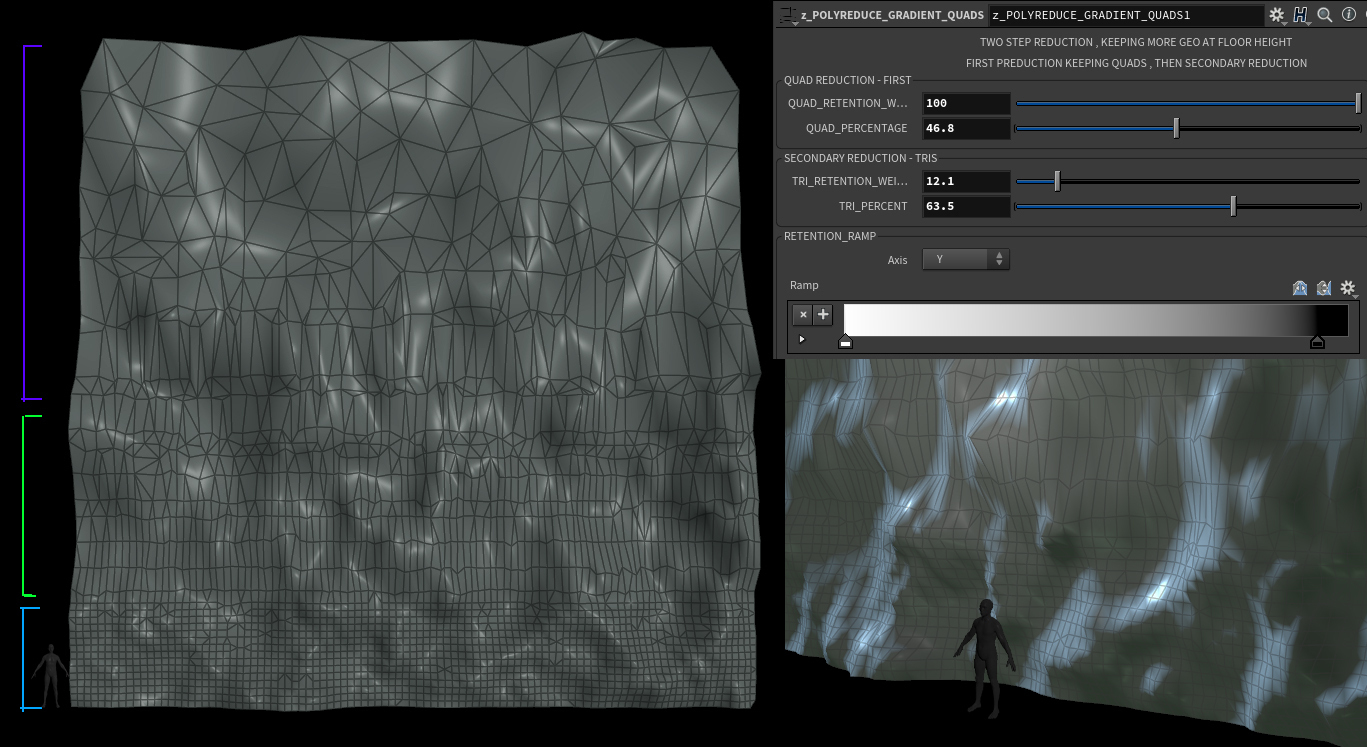 z_POLYREDUCE_GRADIENT_QUADS z_POLYREDUCE_GRADIENT_QUADS1
TWO STEP REDUCTION , KEEPING MORE GEO AT FLOOR HEIGHT
FIRST PREDUCTION KEEPING QUADS , THEN SECONDARY REDUCTION
QUAD REDUCTION - FIRST
QUAD_RETENTION_W... 100
QUAD_PERCENTAGE 46.8
SECONDARY REDUCTION - TRIS
TRI_RETENTION_WEI... 12.1
TRI_PERCENT 63.5
RETENTION_RAMP
Axis Y
Ramp